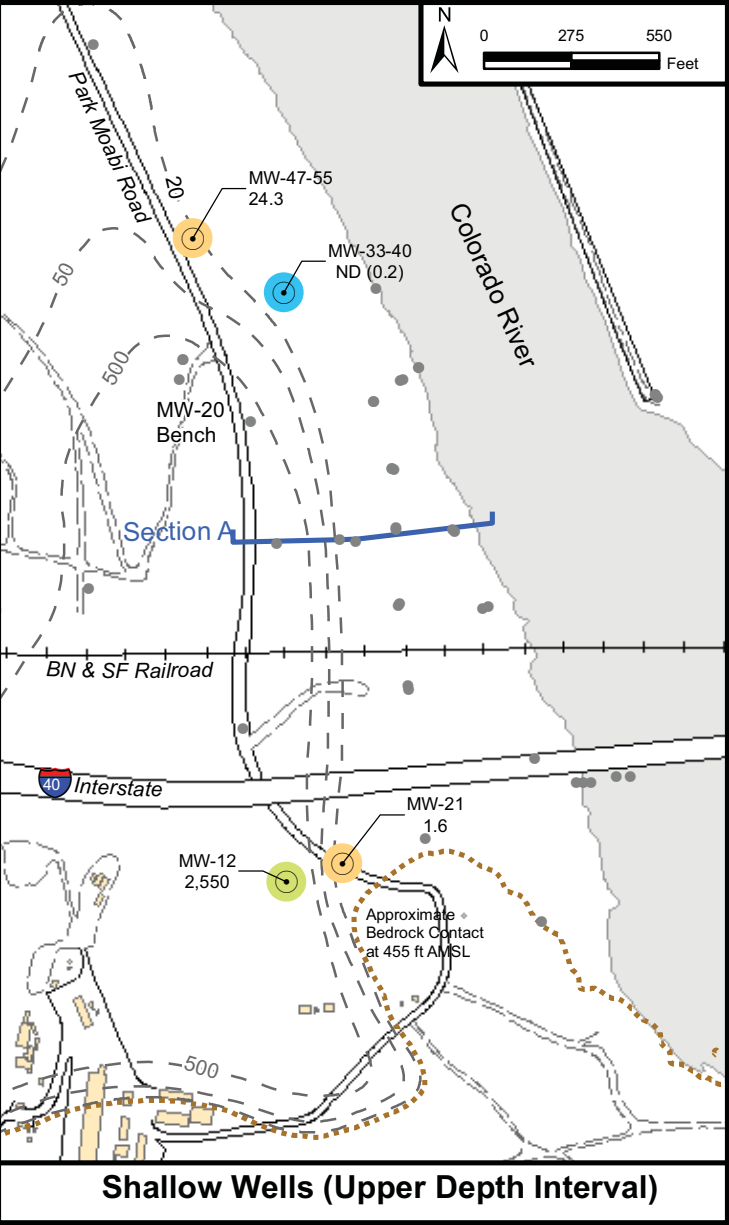 N
0 275 550
Feet
Park Moabi Road
20
MW-47-55
24.3
MW-33-40
ND (0.2)
Colorado River
50
500
MW-20
Bench
Section A
BN & SF Railroad
40
Interstate
MW-21
1.6
MW-12
2,550
Approximate
Bedrock Contact
at 455 ft AMSL
500
Shallow Wells (Upper Depth Interval)